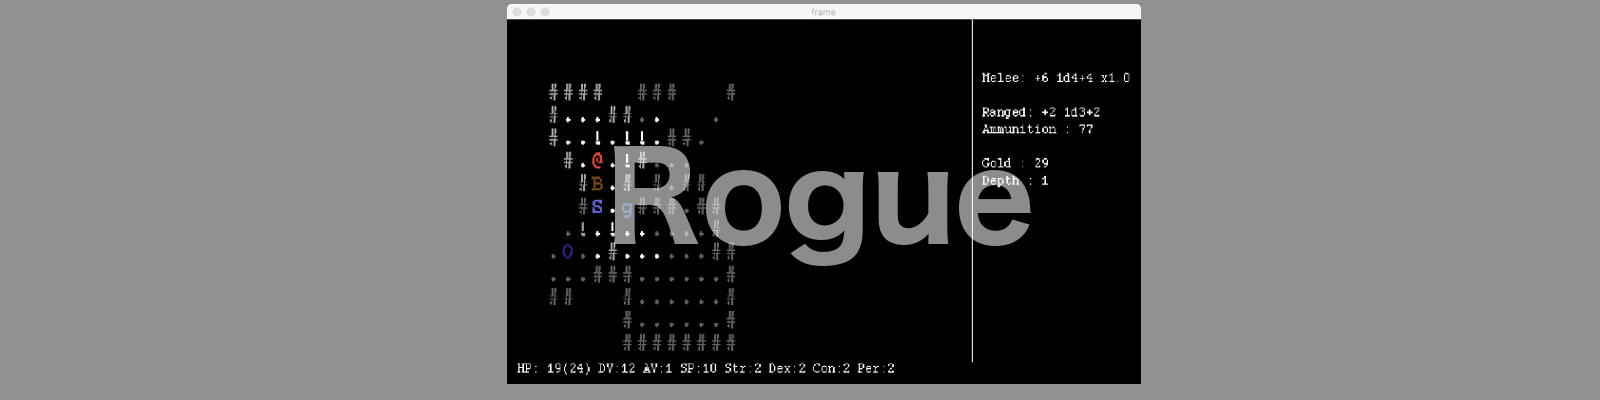 frame
Melee: +6 1d4+4 x1.0
Ranged: +2 1d3+2
Ammunition : 77
Gold : 29
Depth : 1
Rogue
HP: 19(24) DV:12 AV:1 SP:10 Str:2 Dex:2 Con:2 Per:2